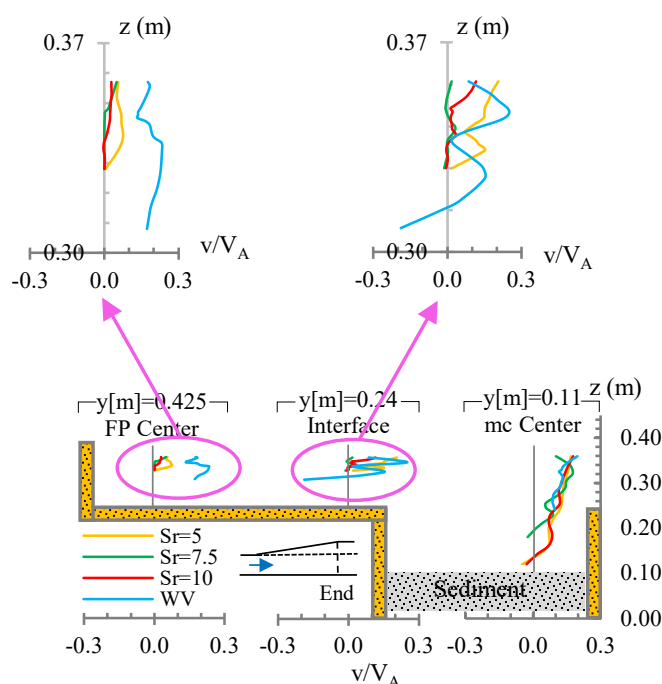 z (m)
z (m)
0.37
0.37
0.30
0.30
v/V_A
v/V_A
-0.3
0.0
0.3
-0.3
0.0
0.3
y[m]=0.425
y[m]=0.24
y[m]=0.11
z (m)
FP Center
Interface
mc Center
0.40
0.30
0.20
0.10
0.00
Sr=5
Sr=7.5
Sr=10
WV
End
Sediment
-0.3
0.0
0.3
-0.3
0.0
0.3
-0.3
0.0
0.3
v/V_A